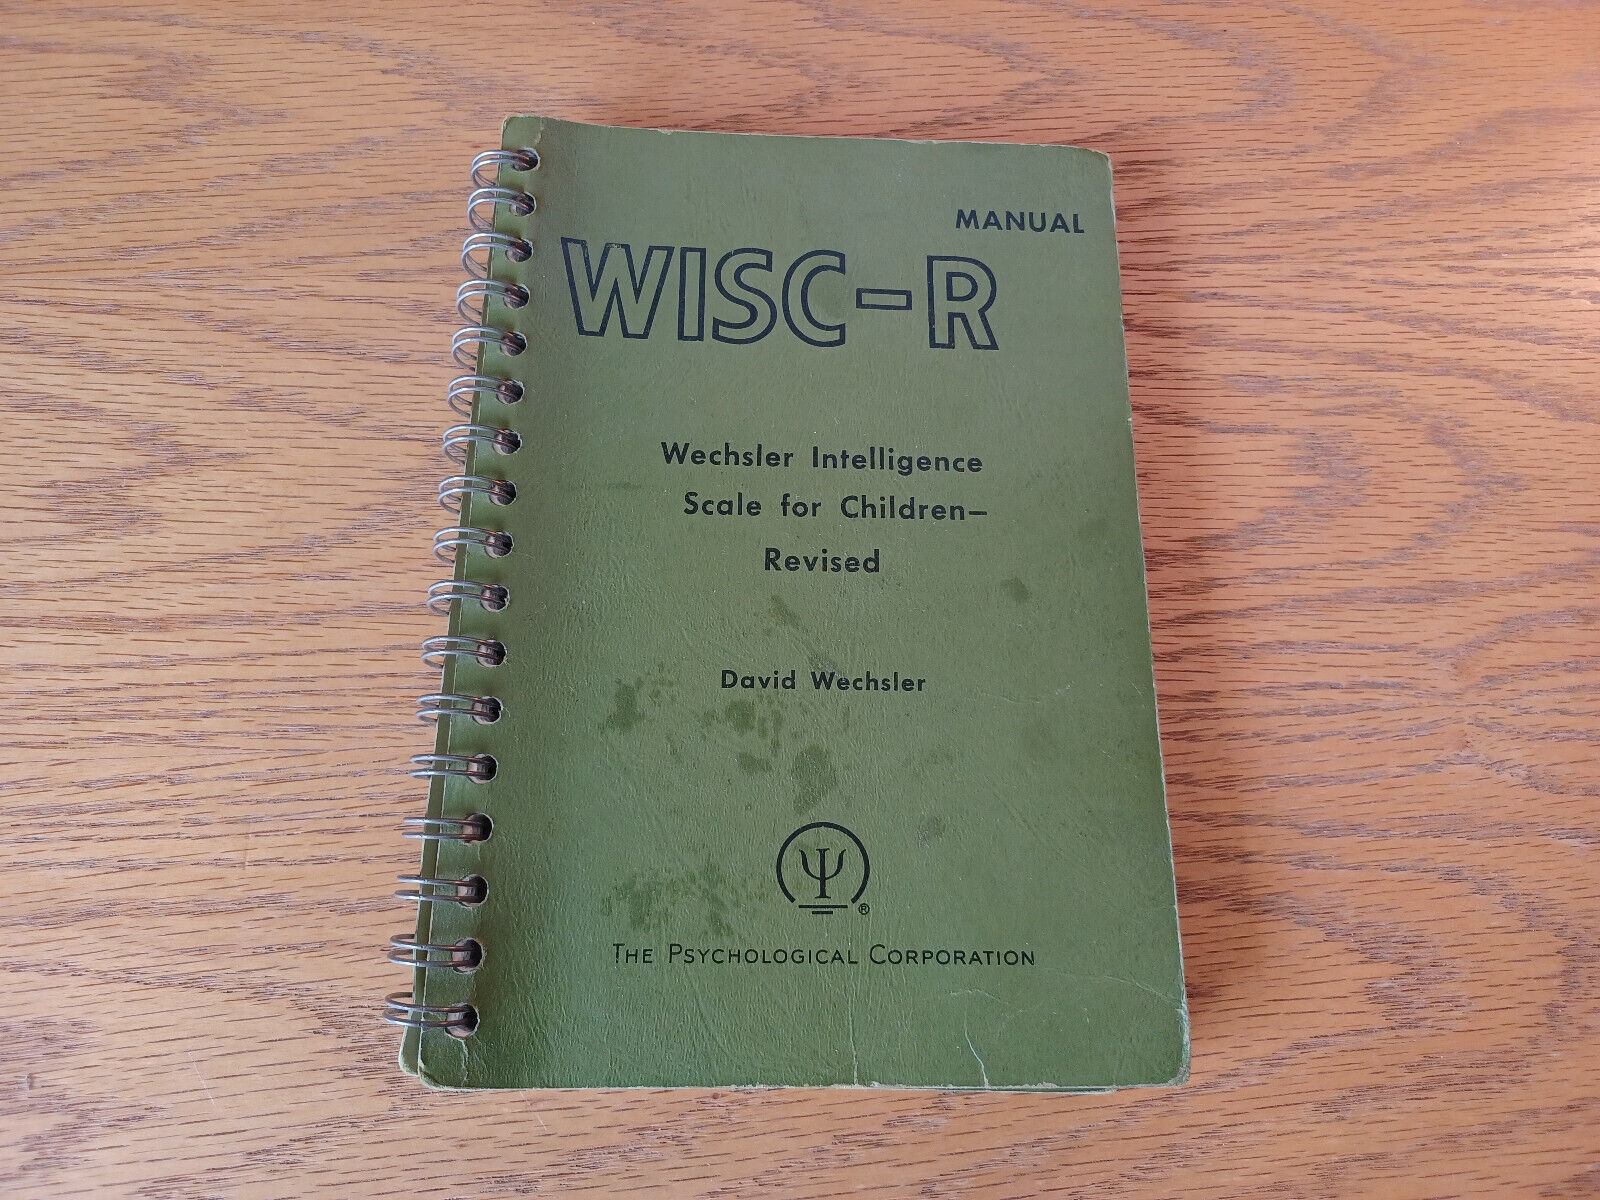 MANUAL
WISC-R
Wechsler Intelligence
Scale for Children—
Revised
David Wechsler
Ψ
®
THE PSYCHOLOGICAL CORPORATION